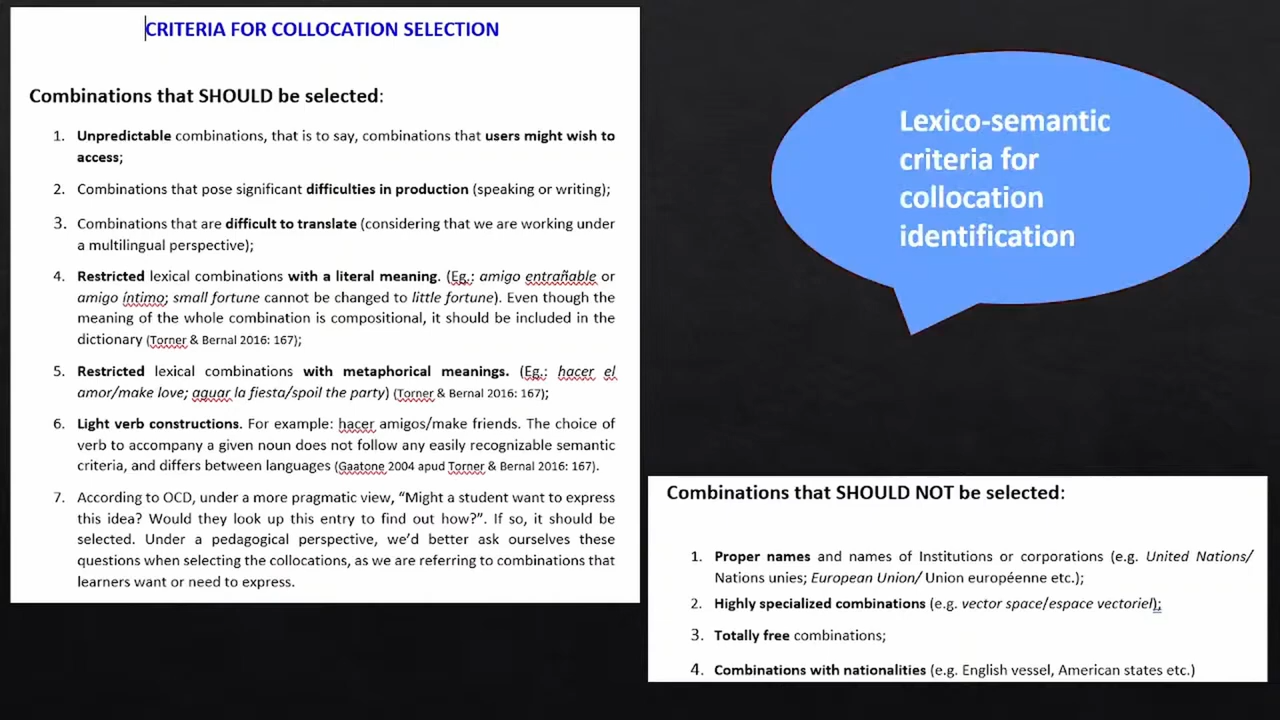 CRITERIA FOR COLLOCATION SELECTION
Combinations that SHOULD be selected:
1. Unpredictable combinations, that is to say, combinations that users might wish to
access;
2. Combinations that pose significant difficulties in production (speaking or writing);
3. Combinations that are difficult to translate (considering that we are working under
a multilingual perspective);
4. Restricted lexical combinations with a literal meaning. (Eg.: amigo entrañable or
amigo íntimo; small fortune cannot be changed to little fortune). Even though the
meaning of the whole combination is compositional, it should be included in the
dictionary (Torner & Bernal 2016: 167);
5. Restricted lexical combinations with metaphorical meanings. (Eg.: hacer el
amor/make love; aguar la fiesta/spoil the party) (Torner & Bernal 2016: 167);
6. Light verb constructions. For example: hacer amigos/make friends. The choice of
verb to accompany a given noun does not follow any easily recognizable semantic
criteria, and differs between languages (Gaatone 2004 apud Torner & Bernal 2016: 167).
7. According to OCD, under a more pragmatic view, “Might a student want to express
this idea? Would they look up this entry to find out how?”. If so, it should be
selected. Under a pedagogical perspective, we’d better ask ourselves these
questions when selecting the collocations, as we are referring to combinations that
learners want or need to express.
Lexico-semantic
criteria for
collocation
identification
Combinations that SHOULD NOT be selected:
1. Proper names and names of Institutions or corporations (e.g. United Nations/
Nations unies; European Union/ Union européenne etc.);
2. Highly specialized combinations (e.g. vector space/espace vectoriel);
3. Totally free combinations;
4. Combinations with nationalities (e.g. English vessel, American states etc.)